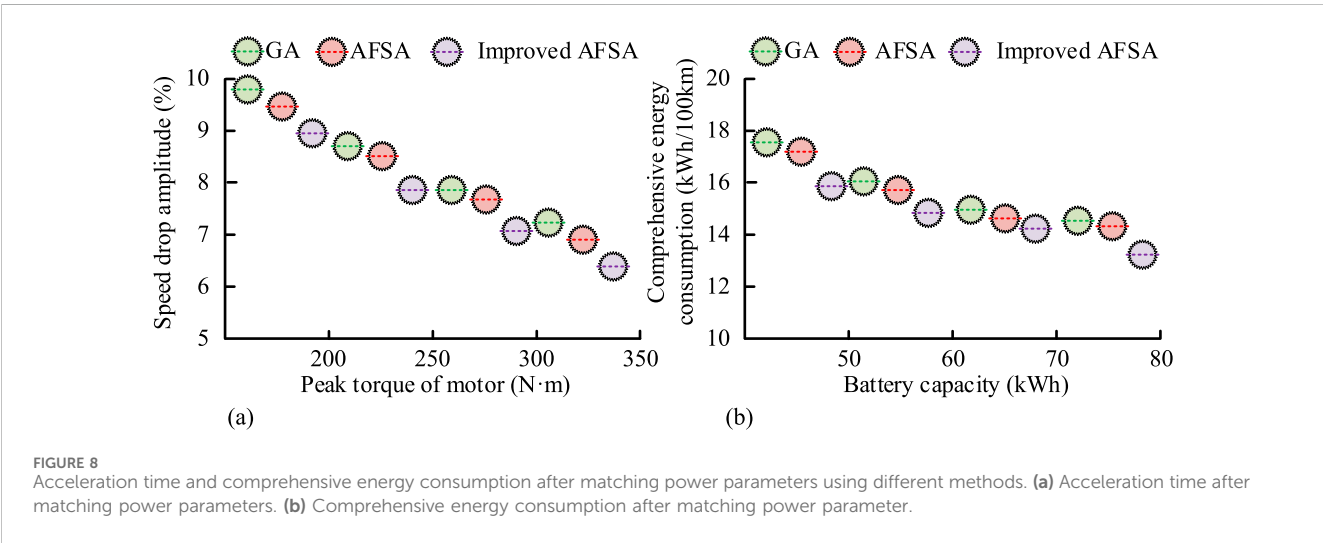 GA AFSA Improved AFSA
10
9
8
7
6
5
Speed drop amplitude (%)
200 250 300 350
Peak torque of motor (N·m)
(a)
GA AFSA Improved AFSA
20
18
16
14
12
10
Comprehensive energy
consumption (kWh/100km)
50 60 70 80
Battery capacity (kWh)
(b)
FIGURE 8
Acceleration time and comprehensive energy consumption after matching power parameters using different methods. (a) Acceleration time after
matching power parameters. (b) Comprehensive energy consumption after matching power parameter.